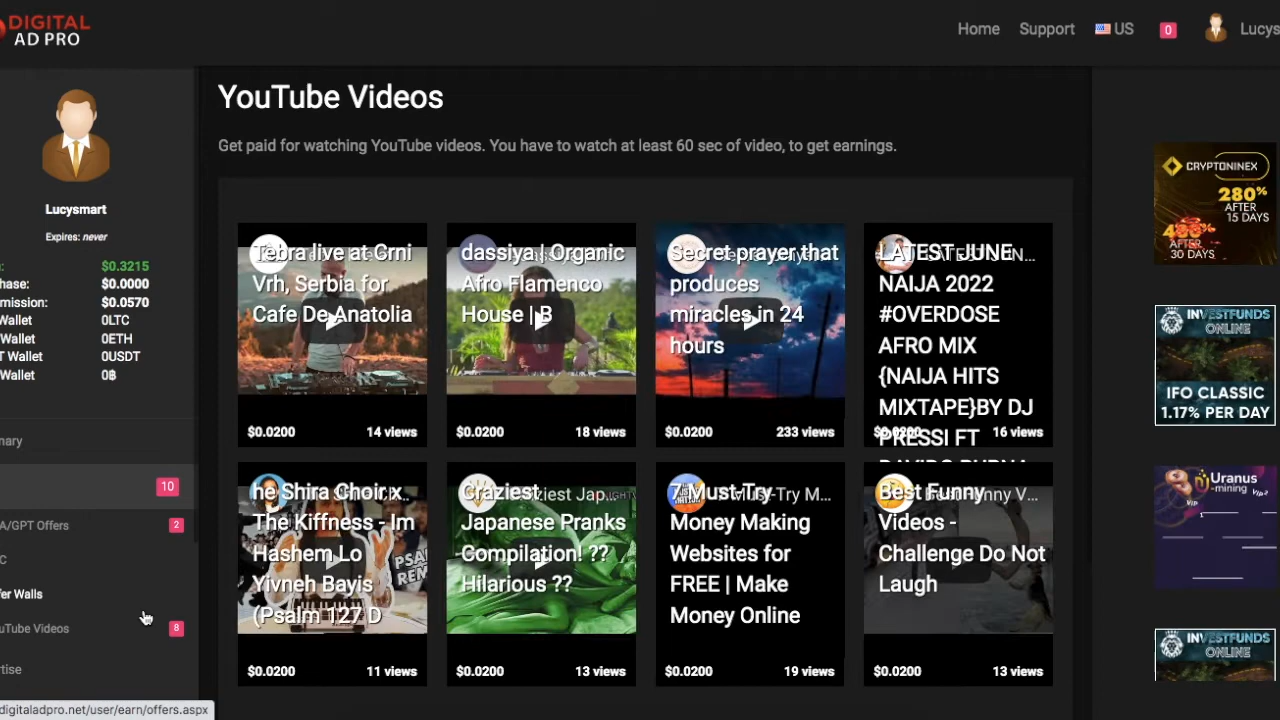 DIGITAL
AD PRO
Home
Support
US
0
Lucys
Lucysmart
Expires: never
$0.3215
hase:
$0.0000
mission:
$0.0570
Wallet
0LTC
Wallet
0ETH
T Wallet
0USDT
Wallet
0฿
nary
10
A/GPT Offers
2
C
fer Walls
uTube Videos
8
rtise
digitaladpro.net/user/earn/offers.aspx
YouTube Videos
Get paid for watching YouTube videos. You have to watch at least 60 sec of video, to get earnings.
Tebra live at Grni
Vrh, Serbia for
Cafe De Anatolia
$0.0200
14 views
dassiya | Organic
Afro Flamenco
House | B
$0.0200
18 views
Secret prayer that
produces
miracles in 24
hours
$0.0200
233 views
LATEST JUNE
NAIJA 2022
#OVERDOSE
AFRO MIX
{NAIJA HITS
MIXTAPE}BY DJ
PRESSI FT
$0.0200
16 views
he Shira Choir x
The Kiffness - Im
Hashem Lo
Yivneh Bayis
(Psalm 127 D
$0.0200
11 views
Craziest
Japanese Pranks
Compilation! ??
Hilarious ??
$0.0200
13 views
7 Must-Try
Money Making
Websites for
FREE | Make
Money Online
$0.0200
19 views
Best Funny
Videos -
Challenge Do Not
Laugh
$0.0200
13 views
CRYPTONINEX
280%
AFTER
15 DAYS
AFTER
30 DAYS
INVESTFUNDS
ONLINE
IFO CLASSIC
1.17% PER DAY
Uranus
-mining
INVESTFUNDS
ONLINE